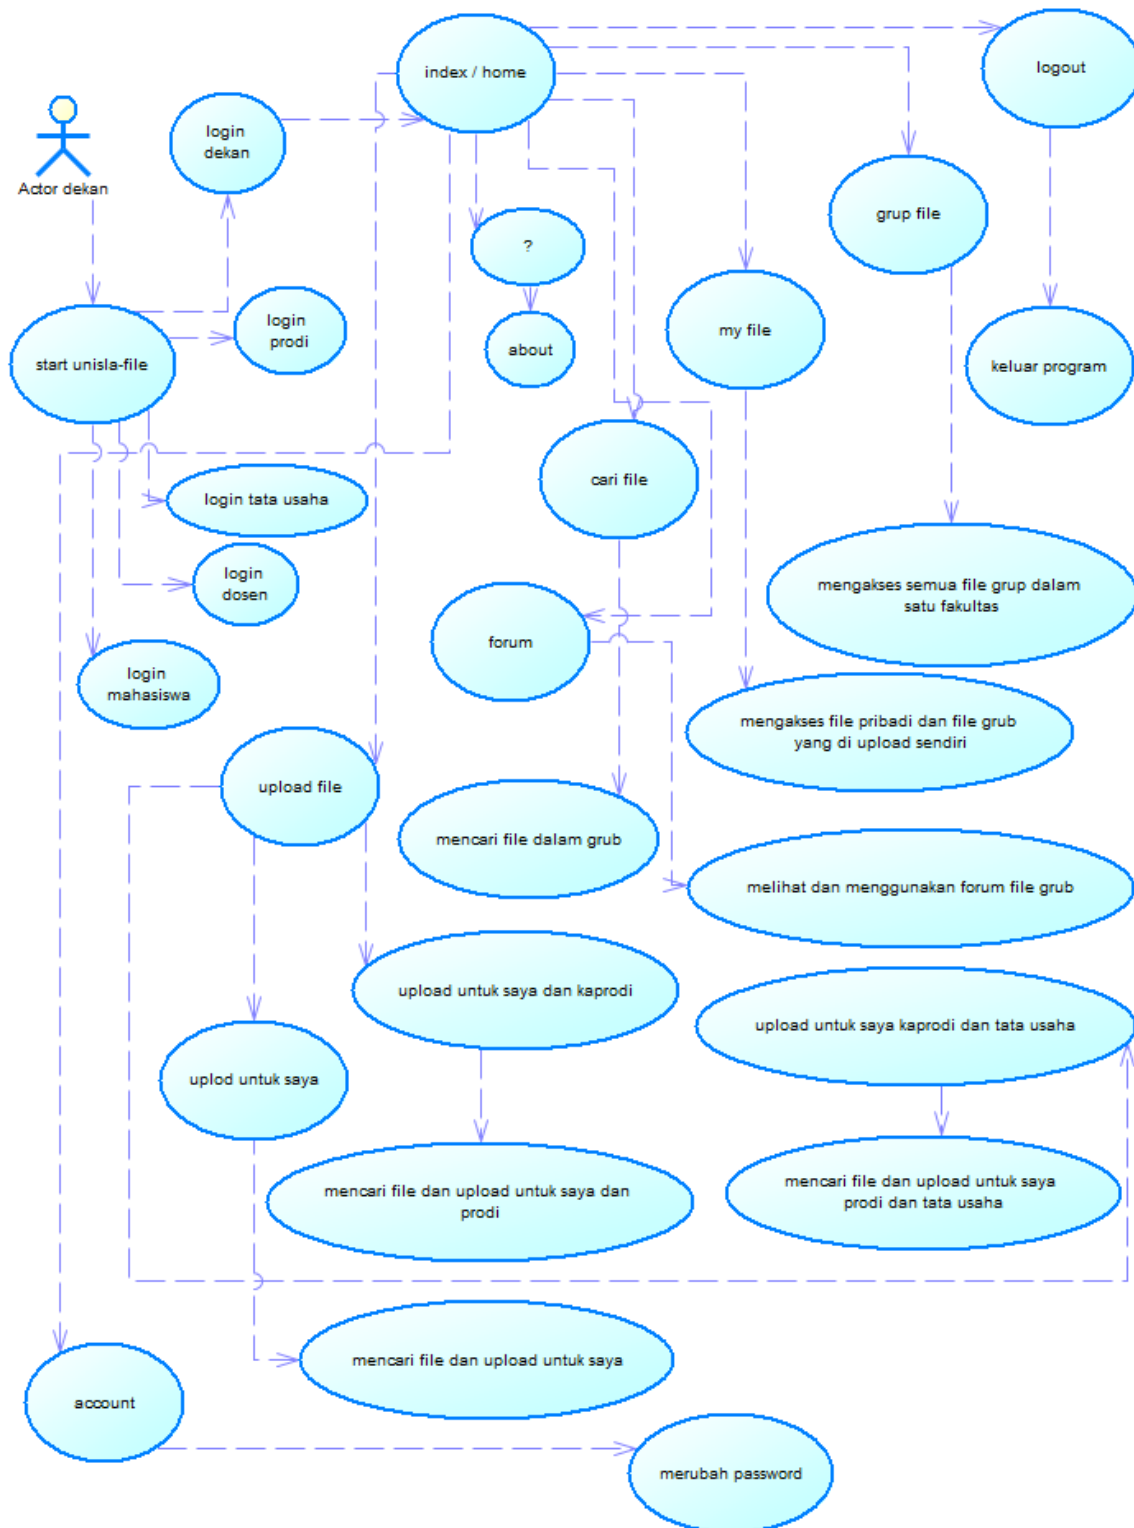 index / home
logout
login
dekan
Actor dekan
grup file
?
login
prodi
my file
about
start unisla-file
keluar program
cari file
login tata usaha
login
dosen
mengakses semua file grup dalam
satu fakultas
forum
login
mahasiswa
mengakses file pribadi dan file grub
yang di upload sendiri
upload file
mencari file dalam grub
melihat dan menggunakan forum file grub
upload untuk saya dan kaprodi
upload untuk saya kaprodi dan tata usaha
uplod untuk saya
mencari file dan upload untuk saya dan
prodi
mencari file dan upload untuk saya
prodi dan tata usaha
mencari file dan upload untuk saya
account
merubah password